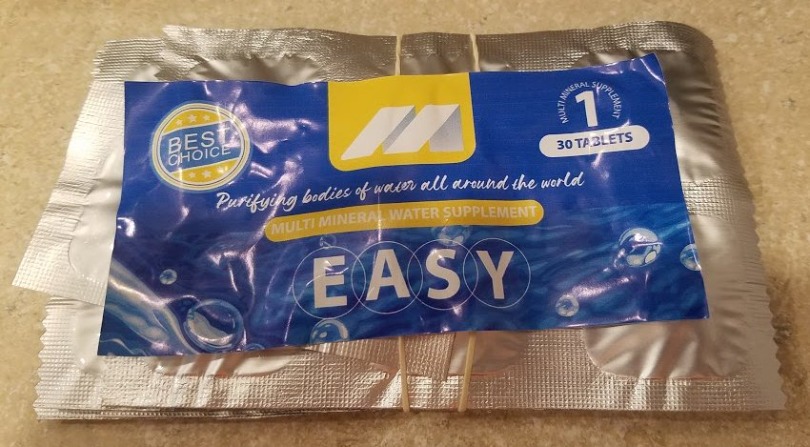 BEST
CHOICE
MULTI MINERAL SUPPLEMENT
1
30 TABLETS
Purifying bodies of water all around the world
MULTI MINERAL WATER SUPPLEMENT
EASY